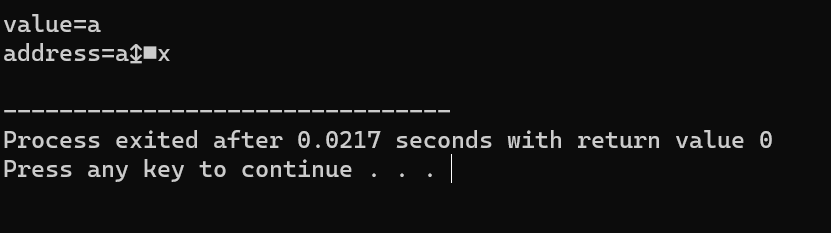 value=a
address=a↨■x
--------------------------------
Process exited after 0.0217 seconds with return value 0
Press any key to continue . . .